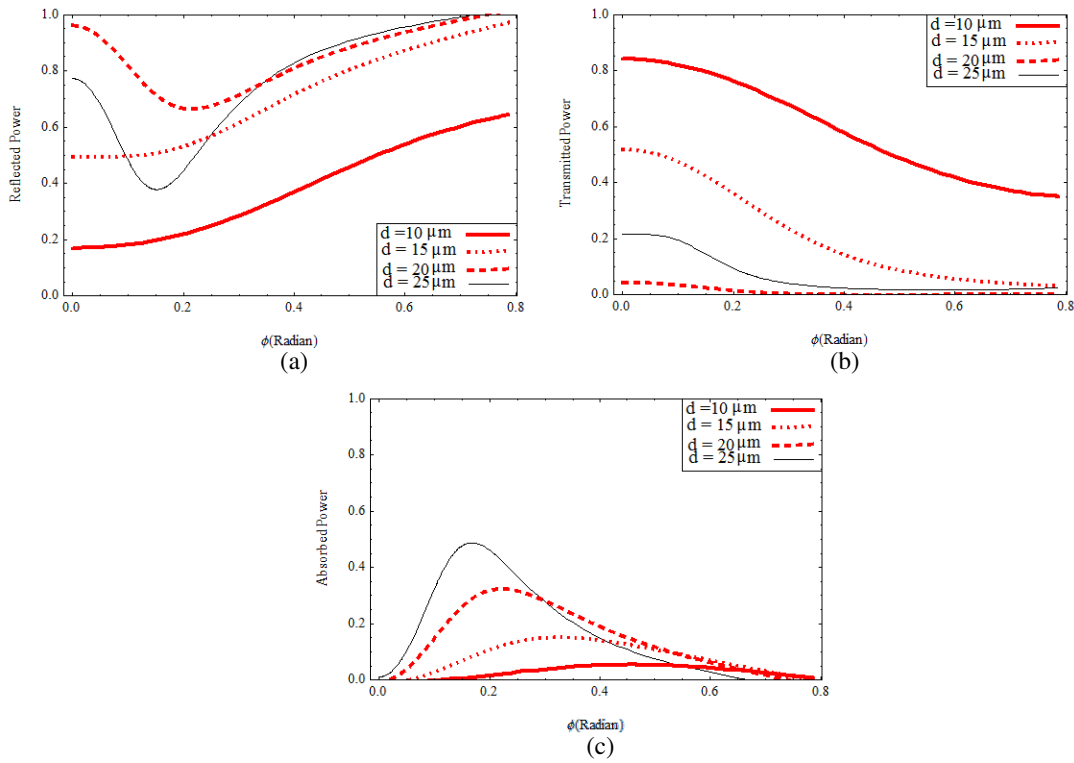 1.0
0.8
0.6
0.4
0.2
0.0
Reflected Power
d =10 μm
d = 15 μm
d = 20 μm
d = 25μm
0.0 0.2 0.4 0.6 0.8
ϕ(Radian)
(a)
1.0
0.8
0.6
0.4
0.2
0.0
Transmitted Power
d =10 μm
d = 15 μm
d = 20 μm
d = 25μm
0.0 0.2 0.4 0.6 0.8
ϕ(Radian)
(b)
1.0
0.8
0.6
0.4
0.2
0.0
Absorbed Power
d =10 μm
d = 15 μm
d = 20 μm
d = 25μm
0.0 0.2 0.4 0.6 0.8
ϕ(Radian)
(c)